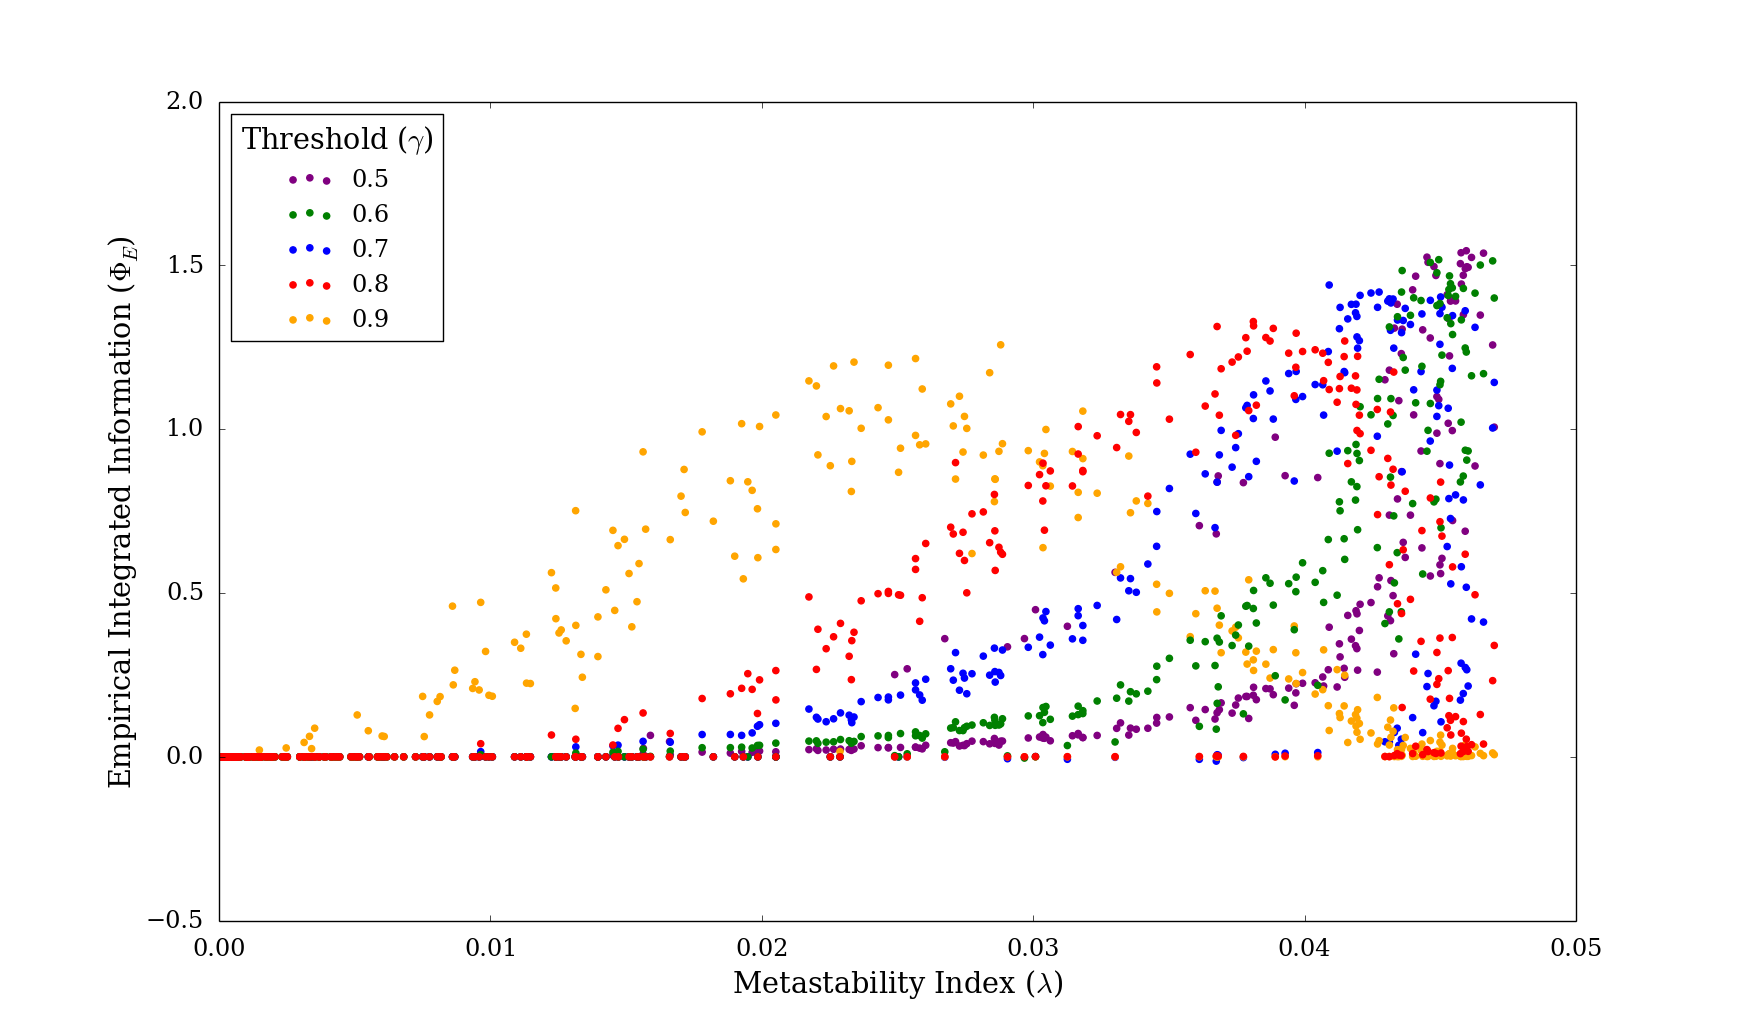 2.0
1.5
1.0
0.5
0.0
−0.5
Empirical Integrated Information (Φ_E)
Threshold (γ)
0.5
0.6
0.7
0.8
0.9
0.00 0.01 0.02 0.03 0.04 0.05
Metastability Index (λ)